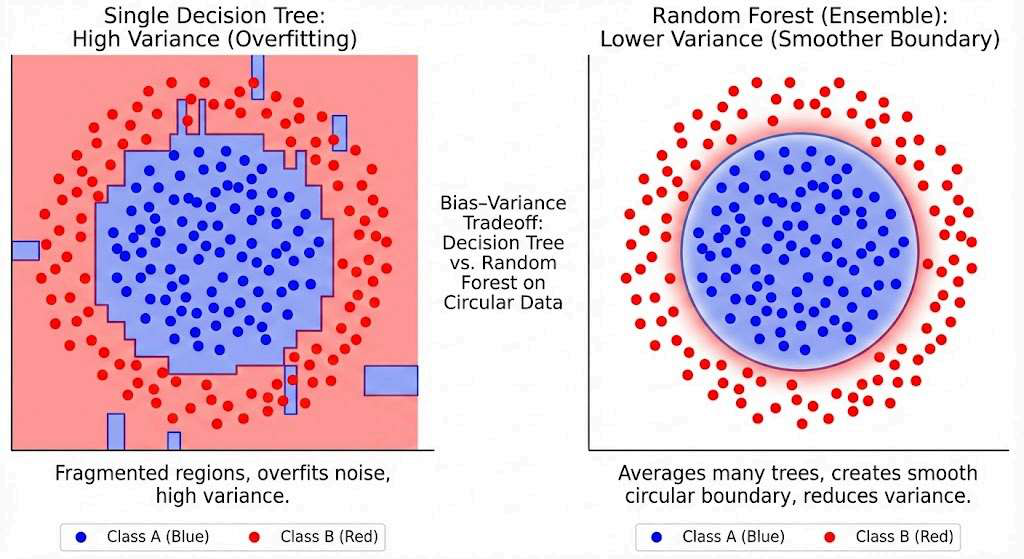 Single Decision Tree:
High Variance (Overfitting)
Random Forest (Ensemble):
Lower Variance (Smoother Boundary)
Bias–Variance
Tradeoff:
Decision Tree
vs. Random
Forest on
Circular Data
Fragmented regions, overfits noise,
high variance.
Averages many trees, creates smooth
circular boundary, reduces variance.
Class A (Blue) Class B (Red)
Class A (Blue) Class B (Red)